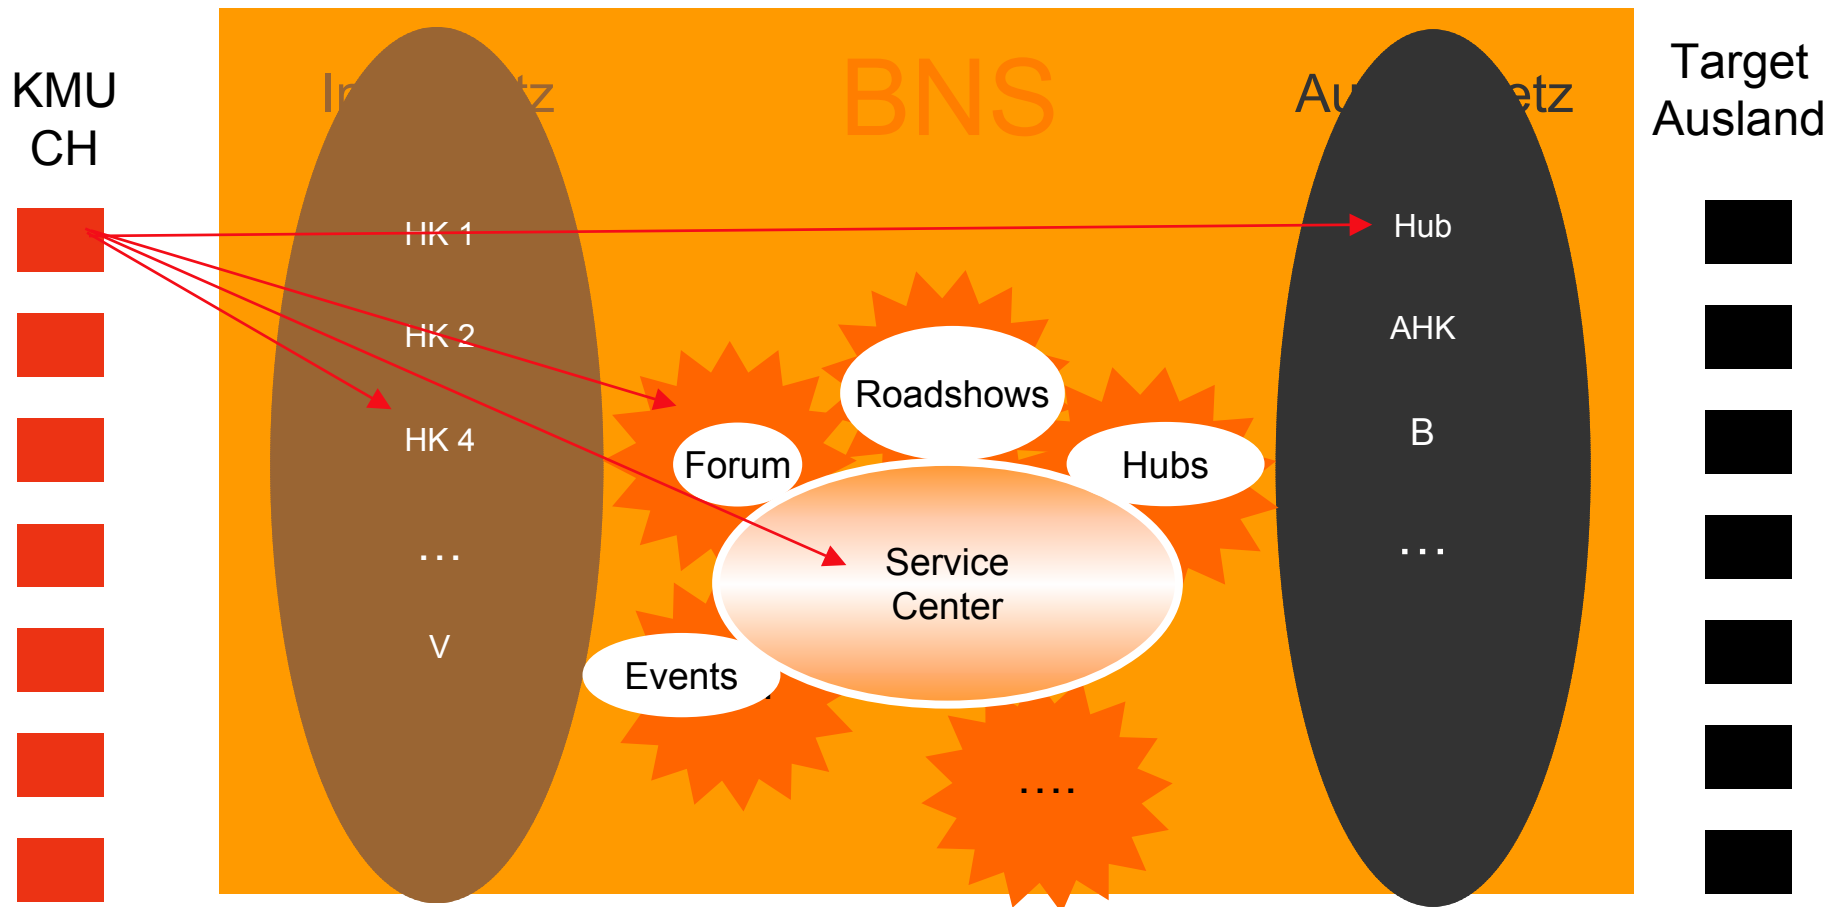 KMU
CH
BNS
Target
Ausland
HK 1
HK 2
HK 4
...
V
Roadshows
Forum
Hubs
Service
Center
Events
....
Hub
AHK
B
...